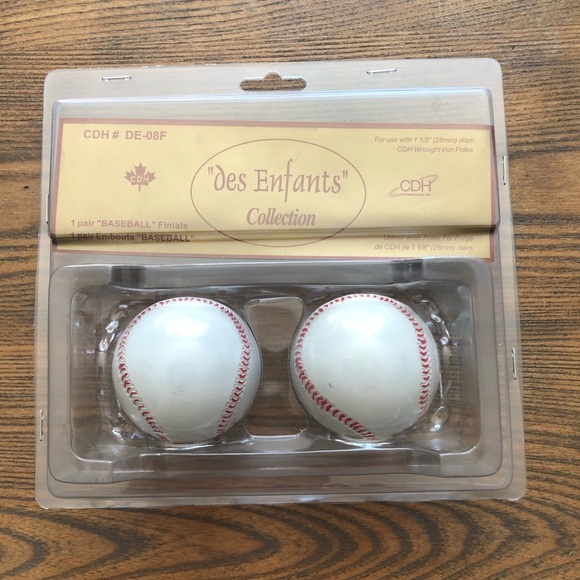 CDH # DE-08F
For use with 1 1/8" (28mm) diam.
CDH Wrought Iron Poles
CDH
"des Enfants"
Collection
CDH
1 pair "BASEBALL" Finials
1 pair Embouts "BASEBALL"
de CDH de 1 1/8" (28mm) diam.